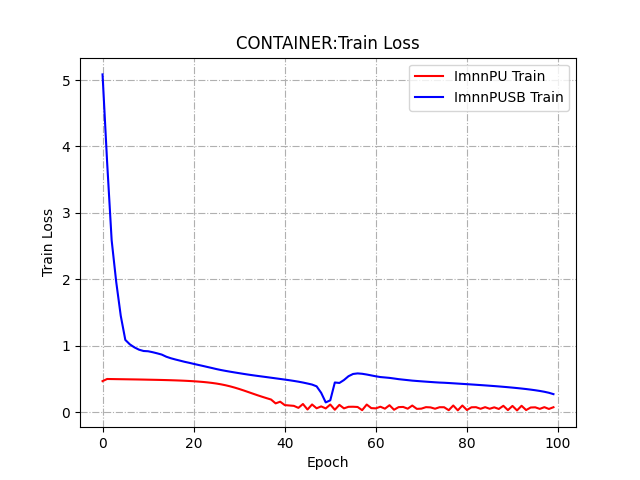 CONTAINER:Train Loss
ImnnPU Train
ImnnPUSB Train
Train Loss
5
4
3
2
1
0
0 20 40 60 80 100
Epoch